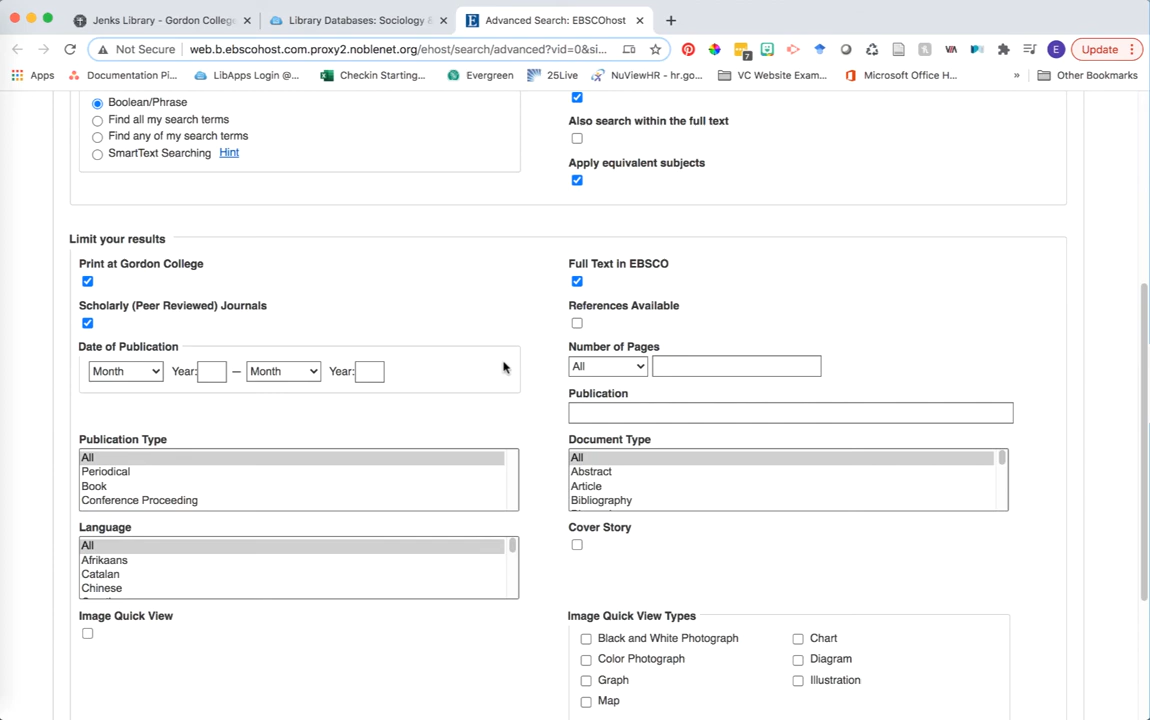 Jenks Library - Gordon College
Library Databases: Sociology &
Advanced Search: EBSCOhost
Not Secure
web.b.ebscohost.com.proxy2.noblenet.org/ehost/search/advanced?vid=0&si...
7
VIA
E
Update
Apps
Documentation Pi...
LibApps Login @...
Checkin Starting...
Evergreen
25Live
NuViewHR - hr.go...
VC Website Exam...
Microsoft Office H...
»
Other Bookmarks
Boolean/Phrase
Find all my search terms
Find any of my search terms
SmartText Searching Hint
Also search within the full text
Apply equivalent subjects
Limit your results
Print at Gordon College
Full Text in EBSCO
Scholarly (Peer Reviewed) Journals
References Available
Date of Publication
Month Year: — Month Year:
Number of Pages
All
Publication
Publication Type
All
Periodical
Book
Conference Proceeding
Document Type
All
Abstract
Article
Bibliography
Language
All
Afrikaans
Catalan
Chinese
Cover Story
Image Quick View
Image Quick View Types
Black and White Photograph
Chart
Color Photograph
Diagram
Graph
Illustration
Map